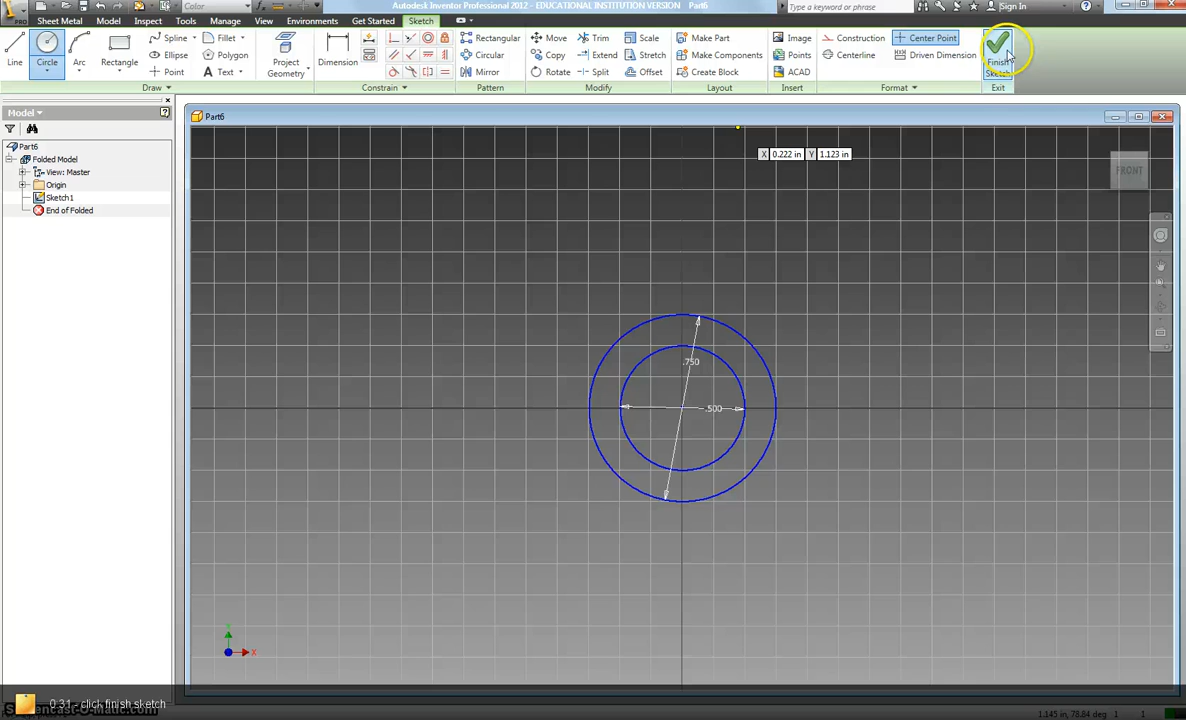 Color
Autodesk Inventor Professional 2012 - EDUCATIONAL INSTITUTION VERSION Part6
Type a keyword or phrase
Sign In
PRO
Sheet Metal Model Inspect Tools Manage View Environments Get Started Sketch
Line Circle Arc Rectangle
Spline Fillet
Ellipse Polygon
Point Text
Draw
Project Geometry
Dimension
Constrain
Rectangular
Circular
Mirror
Pattern
Move Trim Scale
Copy Extend Stretch
Rotate Split Offset
Modify
Make Part
Make Components
Create Block
Layout
Image
Points
ACAD
Insert
Construction Center Point
Centerline Driven Dimension
Format
Finish Sketch
Exit
Model
Part6
Folded Model
View: Master
Origin
Sketch1
End of Folded
Part6
X 0.222 in Y 1.123 in
FRONT
.750
.500
Y
X
0:31 - click finish sketch
1.145 in, 78.84 deg 1 1